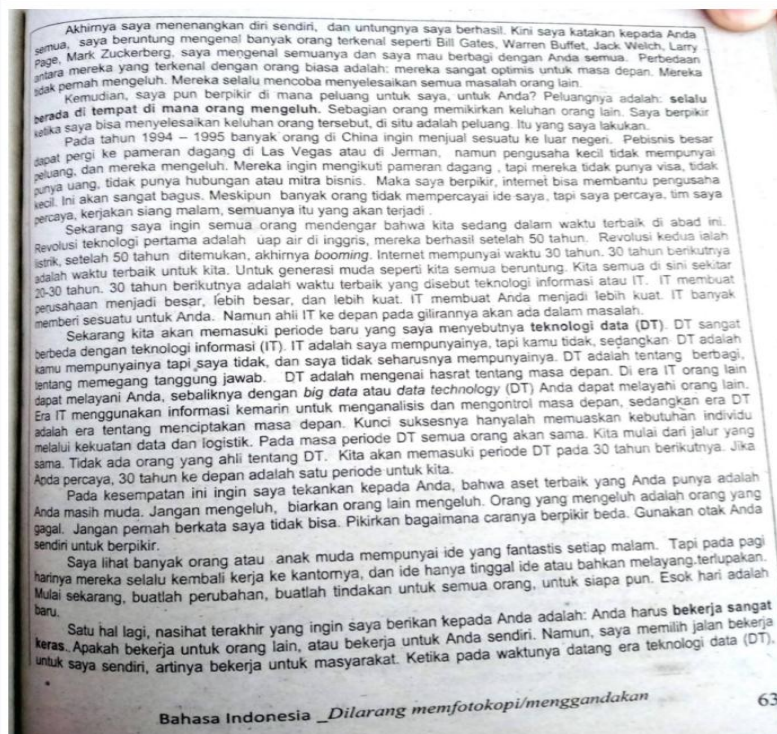 Akhirnya saya menenangkan diri sendiri, dan untungnya saya berhasil. Kini saya katakan kepada Anda
semua, saya beruntung mengenal banyak orang terkenal seperti Bill Gates, Warren Buffet, Jack Welch, Larry
Page, Mark Zuckerberg, saya mengenal semuanya dan saya mau berbagi dengan Anda semua. Perbedaan
antara mereka yang terkenal dengan orang biasa adalah: mereka sangat optimis untuk masa depan. Mereka
tidak pernah mengeluh. Mereka selalu mencoba menyelesaikan semua masalah orang lain.
Kemudian, saya pun berpikir di mana peluang untuk saya, untuk Anda? Peluangnya adalah: selalu
berada di tempat di mana orang mengeluh. Sebagian orang memikirkan keluhan orang lain. Saya berpikir
ketika saya bisa menyelesaikan keluhan orang tersebut, di situ adalah peluang. Itu yang saya lakukan.
Pada tahun 1994 – 1995 banyak orang di China ingin menjual sesuatu ke luar negeri. Pebisnis besar
dapat pergi ke pameran dagang di Las Vegas atau di Jerman, namun pengusaha kecil tidak mempunyai
peluang, dan mereka mengeluh. Mereka ingin mengikuti pameran dagang , tapi mereka tidak punya visa, tidak
punya uang, tidak punya hubungan atau mitra bisnis. Maka saya berpikir, internet bisa membantu pengusaha
kecil. Ini akan sangat bagus. Meskipun banyak orang tidak mempercayai ide saya, tapi saya percaya, tim saya
percaya, kerjakan siang malam, semuanya itu yang akan terjadi .
Sekarang saya ingin semua orang mendengar bahwa kita sedang dalam waktu terbaik di abad ini.
Revolusi teknologi pertama adalah uap air di inggris, mereka berhasil setelah 50 tahun. Revolusi kedua ialah
listrik, setelah 50 tahun ditemukan, akhirnya booming. Internet mempunyai waktu 30 tahun. 30 tahun berikutnya
adalah waktu terbaik untuk kita. Untuk generasi muda seperti kita semua beruntung. Kita semua di sini sekitar
20-30 tahun. 30 tahun berikutnya adalah waktu terbaik yang disebut teknologi informasi atau IT. IT membuat
perusahaan menjadi besar, lebih besar, dan lebih kuat. IT membuat Anda menjadi lebih kuat. IT banyak
memberi sesuatu untuk Anda. Namun ahli IT ke depan pada gilirannya akan ada dalam masalah.
Sekarang kita akan memasuki periode baru yang saya menyebutnya teknologi data (DT). DT sangat
berbeda dengan teknologi informasi (IT). IT adalah saya mempunyainya, tapi kamu tidak, sedangkan DT adalah
kamu mempunyainya tapi saya tidak, dan saya tidak seharusnya mempunyainya. DT adalah tentang berbagi,
tentang memegang tanggung jawab. DT adalah mengenai hasrat tentang masa depan. Di era IT orang lain
dapat melayani Anda, sebaliknya dengan big data atau data technology (DT) Anda dapat melayahi orang lain.
Era IT menggunakan informasi kemarin untuk menganalisis dan mengontrol masa depan, sedangkan era DT
adalah era tentang menciptakan masa depan. Kunci suksesnya hanyalah memuaskan kebutuhan individu
melalui kekuatan data dan logistik. Pada masa periode DT semua orang akan sama. Kita mulai dari jalur yang
sama. Tidak ada orang yang ahli tentang DT. Kita akan memasuki periode DT pada 30 tahun berikutnya. Jika
Anda percaya, 30 tahun ke depan adalah satu periode untuk kita.
Pada kesempatan ini ingin saya tekankan kepada Anda, bahwa aset terbaik yang Anda punya adalah
Anda masih muda. Jangan mengeluh, biarkan orang lain mengeluh. Orang yang mengeluh adalah orang yang
gagal. Jangan pernah berkata saya tidak bisa. Pikirkan bagaimana caranya berpikir beda. Gunakan otak Anda
sendiri untuk berpikir.
Saya lihat banyak orang atau anak muda mempunyai ide yang fantastis setiap malam. Tapi pada pagi
harinya mereka selalu kembali kerja ke kantornya, dan ide hanya tinggal ide atau bahkan melayang.terlupakan.
Mulai sekarang, buatlah perubahan, buatlah tindakan untuk semua orang, untuk siapa pun. Esok hari adalah
baru.
Satu hal lagi, nasihat terakhir yang ingin saya berikan kepada Anda adalah: Anda harus bekerja sangat
keras. Apakah bekerja untuk orang lain, atau bekerja untuk Anda sendiri. Namun, saya memilih jalan bekerja
untuk saya sendiri, artinya bekerja untuk masyarakat. Ketika pada waktunya datang era teknologi data (DT),
Bahasa Indonesia _Dilarang memfotokopi/menggandakan
63